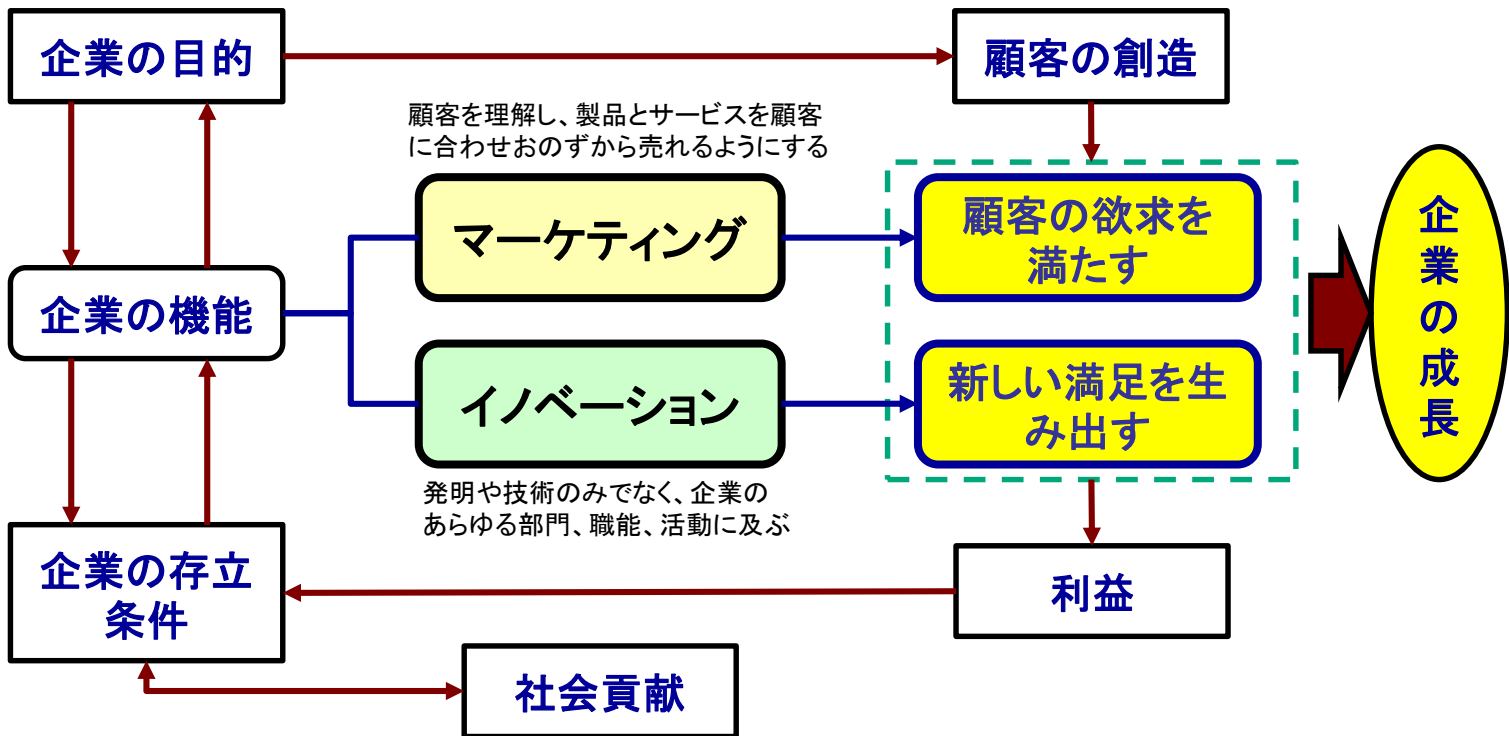 企業の目的
顧客の創造
顧客を理解し、製品とサービスを顧客
に合わせおのずから売れるようにする
マーケティング
顧客の欲求を
満たす
企業の機能
イノベーション
新しい満足を生
み出す
企業の成長
発明や技術のみでなく、企業の
あらゆる部門、職能、活動に及ぶ
企業の存立
条件
利益
社会貢献